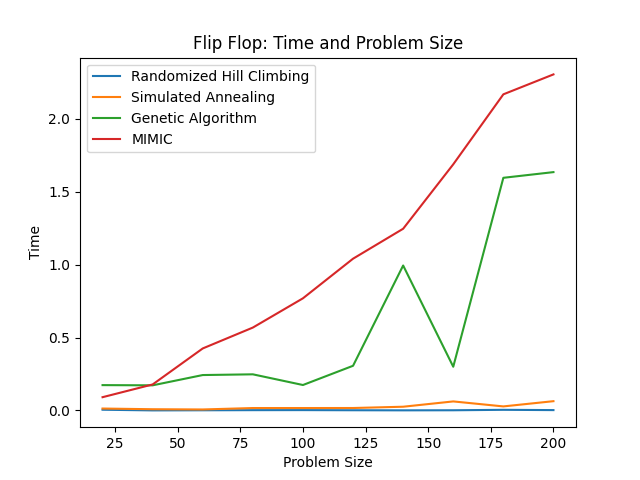 Flip Flop: Time and Problem Size
Randomized Hill Climbing
Simulated Annealing
Genetic Algorithm
MIMIC
2.0
1.5
1.0
0.5
0.0
Time
25
50
75
100
125
150
175
200
Problem Size